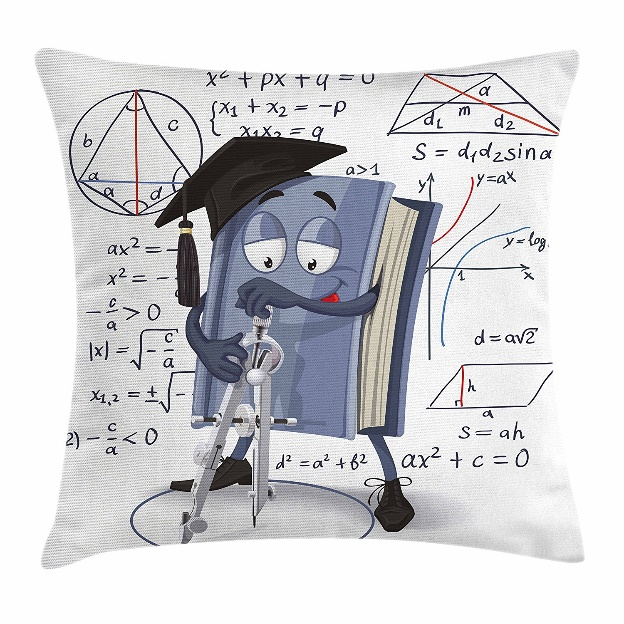 x² + px + q = 0
x₁ + x₂ = -p
x₁x₂ = q
b
c
a
a
d
a
m
d₁
d₂
S = d₁d₂sina
a>1
y
y=aˣ
y=log
1
x
ax² = -
x² = -
- c/a > 0
|x| = √- c/a
x₁,₂ = ±√-
2) - c/a < 0
d = a√2
h
a
S = ah
d² = a² + b²
ax² + c = 0